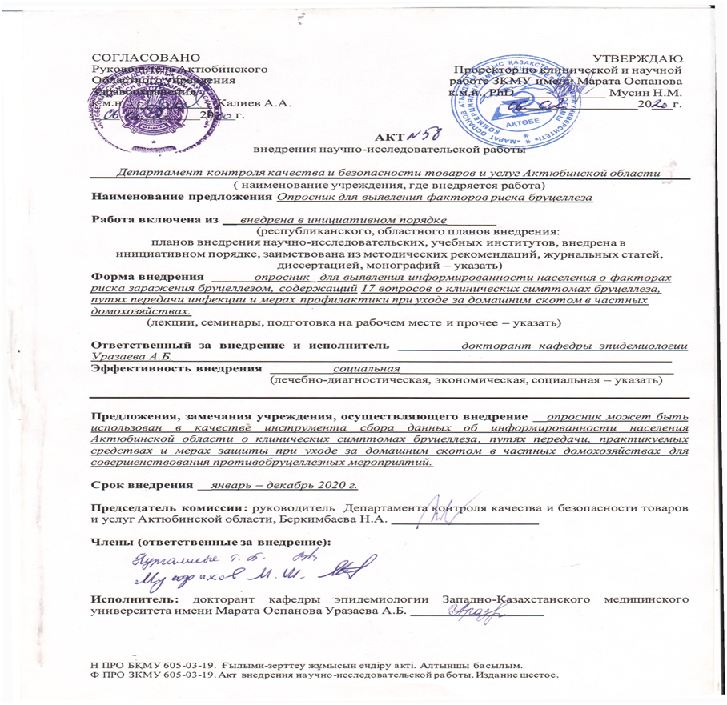 СОГЛАСОВАНО
Руководитель Актюбинского
Областного управления
здравоохранения
к.м.н. Калиев А.А.
2020 г.
УТВЕРЖДАЮ
Проректор по клинической и научной
работе ЗКМУ имени Марата Оспанова
к.м.н., PhD Мусин Н.М.
2020 г.
АКТОБЕ
АКТ №58
внедрения научно-исследовательской работы
Департамент контроля качества и безопасности товаров и услуг Актюбинской области
( наименование учреждения, где внедряется работа)
Наименование предложения Опросник для выявления факторов риска бруцеллеза
Работа включена из внедрена в инициативном порядке
(республиканского, областного планов внедрения:
планов внедрения научно-исследовательских, учебных институтов, внедрена в
инициативном порядке, заимствована из методических рекомендаций, журнальных статей,
диссертацией, монографий – указать)
Форма внедрения опросник для выявления информированности населения о факторах
риска заражения бруцеллезом, содержащий 17 вопросов о клинических симптомах бруцеллеза,
путях передачи инфекции и мерах профилактики при уходе за домашним скотом в частных
домохозяйствах.
(лекции, семинары, подготовка на рабочем месте и прочее – указать)
Ответственный за внедрение и исполнитель докторант кафедры эпидемиологии
Уразаева А.Б.
Эффективность внедрения социальная
(лечебно-диагностическая, экономическая, социальная – указать)
Предложения, замечания учреждения, осуществляющего внедрение опросник может быть
использован в качестве инструмента сбора данных об информированности населения
Актюбинской области о клинических симптомах бруцеллеза, путях передачи, практикуемых
средствах и мерах защиты при уходе за домашним скотом в частных домохозяйствах для
совершенствования противобруцеллезных мероприятий.
Срок внедрения январь – декабрь 2020 г.
Председатель комиссии: руководитель Департамента контроля качества и безопасности товаров
и услуг Актюбинской области, Беркимбаева Н.А.
Члены (ответственные за внедрение):
Исполнитель: докторант кафедры эпидемиологии Западно-Казахстанского медицинского
университета имени Марата Оспанова Уразаева А.Б.
Н ПРО БҚМУ 605-03-19. Ғылыми-зерттеу жұмысын ендіру акті. Алтыншы басылым.
Ф ПРО ЗКМУ 605-03-19. Акт внедрения научно-исследовательской работы. Издание шестое.